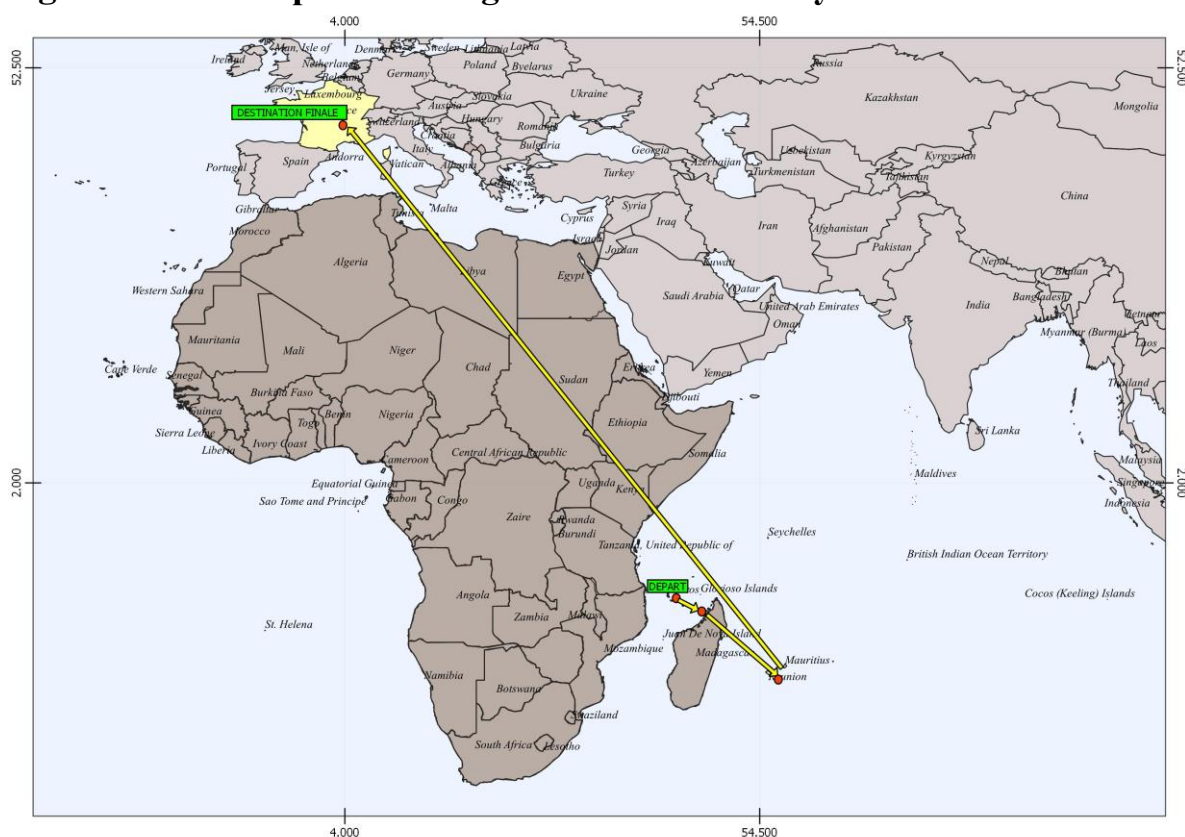 4.000
54.500
52.500
52.500
Man, Isle of
Denmark
Sweden
Lithuania
Latvia
Ireland
Netherlands
Poland
Byelarus
Russia
Belgium
Germany
Jersey
Luxembourg
Slovakia
Ukraine
Kazakhstan
Mongolia
DESTINATION FINALE
Austria
Switzerland
Hungary
Romania
Croatia
Bulgaria
Italy
Georgia
Azerbaijan
Uzbekistan
Kyrgyzstan
Portugal
Spain
Andorra
Vatican
Albania
Turkmenistan
Tajikistan
Turkey
Greece
China
Gibraltar
Tunisia
Malta
Cyprus
Syria
Iraq
Iran
Afghanistan
Morocco
Israel
Jordan
Pakistan
Algeria
Libya
Egypt
Kuwait
Nepal
Bhutan
Western Sahara
Saudi Arabia
Qatar
United Arab Emirates
India
Bangladesh
Oman
Vietnam
Mauritania
Mali
Niger
Myanmar (Burma)
Laos
Cape Verde
Senegal
Chad
Sudan
Eritrea
Yemen
Thailand
Burkina Faso
Djibouti
Guinea
Benin
Nigeria
Togo
Ethiopia
Sierra Leone
Ivory Coast
Liberia
Sri Lanka
Central African Republic
Somalia
Cameroon
Malaysia
Maldives
2.000
Equatorial Guinea
Uganda
Kenya
Singapore
2.000
Sao Tome and Principe
Gabon
Congo
Indonesia
Zaire
Rwanda
Burundi
Seychelles
Tanzania, United Republic of
British Indian Ocean Territory
DEPART
Glorioso Islands
Angola
Cocos (Keeling) Islands
Zambia
Malawi
St. Helena
Juan De Nova Island
Mozambique
Madagascar
Mauritius
Namibia
Reunion
Botswana
Swaziland
South Africa
Lesotho
4.000
54.500